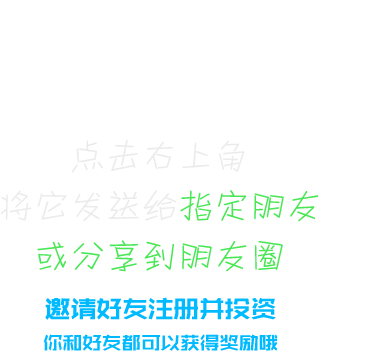 点击右上角
将它发送给指定朋友
或分享到朋友圈
邀请好友注册并投资
你和好友都可以获得奖励哦